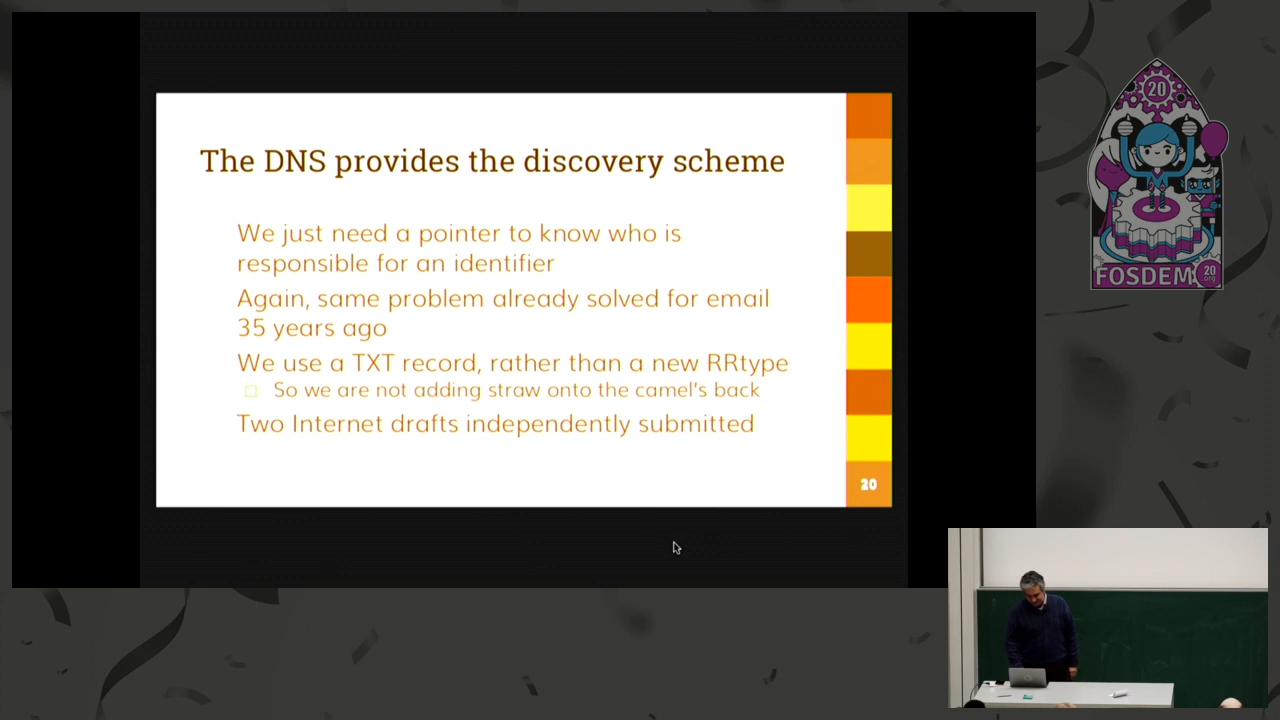 The DNS provides the discovery scheme
We just need a pointer to know who is
responsible for an identifier
Again, same problem already solved for email
35 years ago
We use a TXT record, rather than a new RRtype
So we are not adding straw onto the camel's back
Two Internet drafts independently submitted
20
20
FOSDEM
20
.org